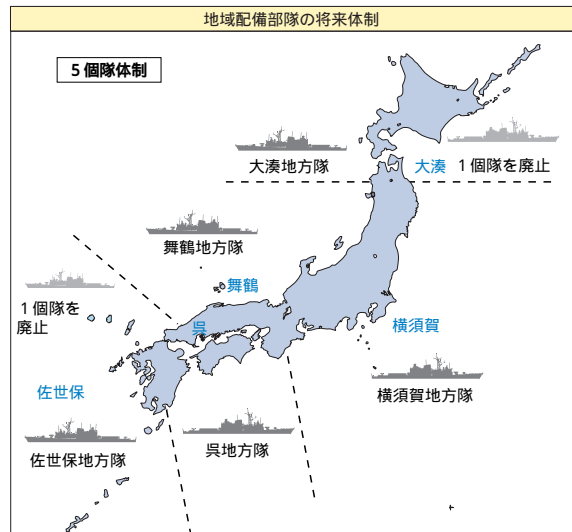 地域配備部隊の将来体制
5個隊体制
大湊地方隊
大湊
1個隊を廃止
舞鶴地方隊
舞鶴
1個隊を
廃止
呉
横須賀
佐世保
横須賀地方隊
呉地方隊
佐世保地方隊